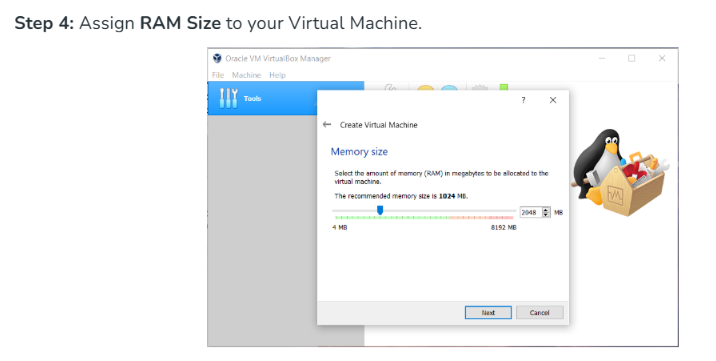 Step 4: Assign RAM Size to your Virtual Machine.
Oracle VM VirtualBox Manager
File Machine Help
Tools
? 
Create Virtual Machine
Memory size
Select the amount of memory (RAM) in megabytes to be allocated to the
virtual machine.
The recommended memory size is 1024 MB.
2048 MB
4 MB 8192 MB
Next Cancel